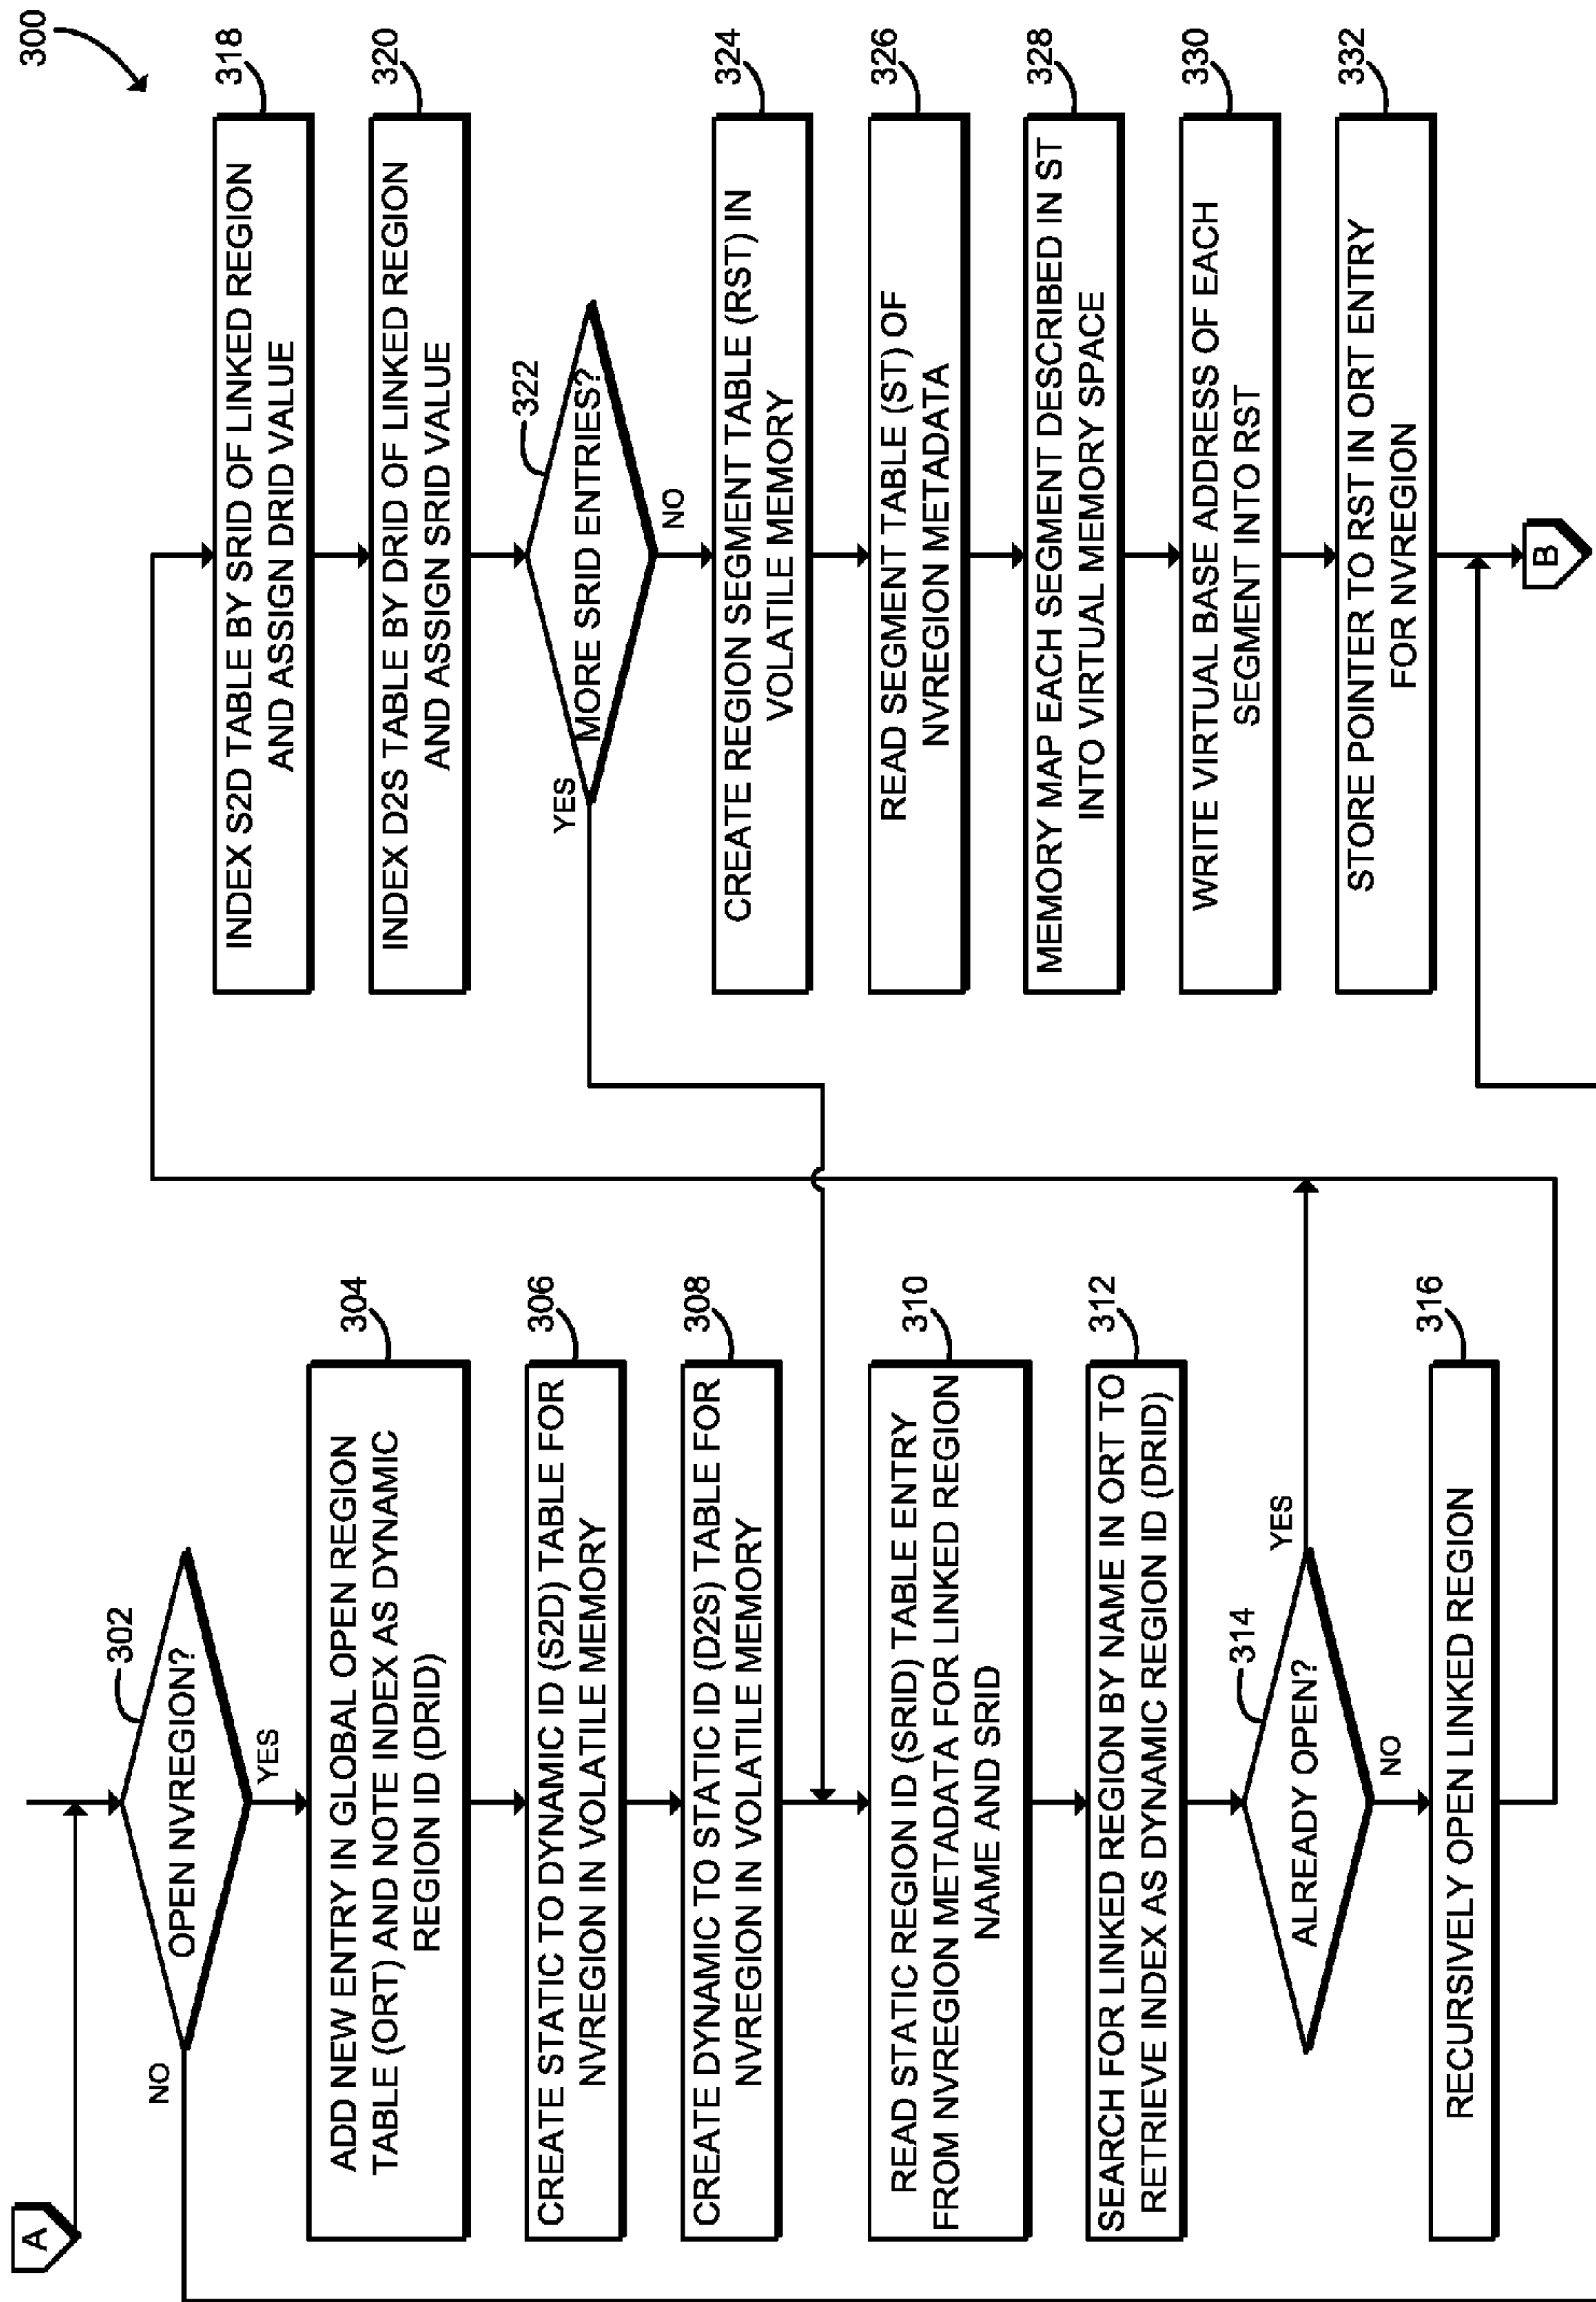 300
A
302
OPEN NVREGION?
NO
YES
304
ADD NEW ENTRY IN GLOBAL OPEN REGION
TABLE (ORT) AND NOTE INDEX AS DYNAMIC
REGION ID (DRID)
306
CREATE STATIC TO DYNAMIC ID (S2D) TABLE FOR
NVREGION IN VOLATILE MEMORY
308
CREATE DYNAMIC TO STATIC ID (D2S) TABLE FOR
NVREGION IN VOLATILE MEMORY
310
READ STATIC REGION ID (SRID) TABLE ENTRY
FROM NVREGION METADATA FOR LINKED REGION
NAME AND SRID
312
SEARCH FOR LINKED REGION BY NAME IN ORT TO
RETRIEVE INDEX AS DYNAMIC REGION ID (DRID)
314
ALREADY OPEN?
YES
NO
316
RECURSIVELY OPEN LINKED REGION
318
INDEX S2D TABLE BY SRID OF LINKED REGION
AND ASSIGN DRID VALUE
320
INDEX D2S TABLE BY DRID OF LINKED REGION
AND ASSIGN SRID VALUE
322
MORE SRID ENTRIES?
YES
NO
324
CREATE REGION SEGMENT TABLE (RST) IN
VOLATILE MEMORY
326
READ SEGMENT TABLE (ST) OF
NVREGION METADATA
328
MEMORY MAP EACH SEGMENT DESCRIBED IN ST
INTO VIRTUAL MEMORY SPACE
330
WRITE VIRTUAL BASE ADDRESS OF EACH
SEGMENT INTO RST
332
STORE POINTER TO RST IN ORT ENTRY
FOR NVREGION
B